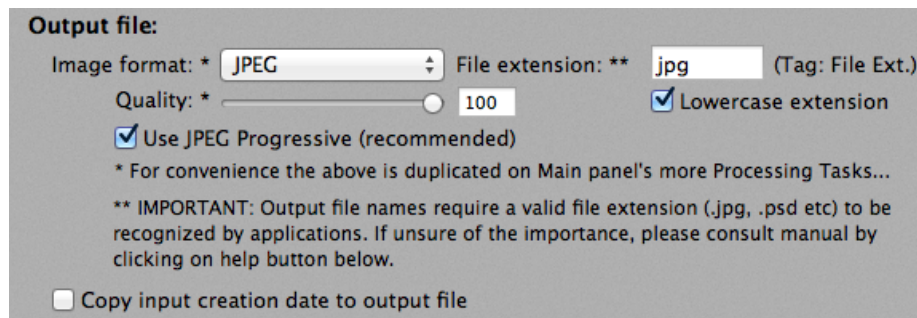 Output file:
Image format: * JPEG File extension: ** jpg (Tag: File Ext.)
Quality: * 100 Lowercase extension
Use JPEG Progressive (recommended)
* For convenience the above is duplicated on Main panel's more Processing Tasks...
** IMPORTANT: Output file names require a valid file extension (.jpg, .psd etc) to be
recognized by applications. If unsure of the importance, please consult manual by
clicking on help button below.
Copy input creation date to output file